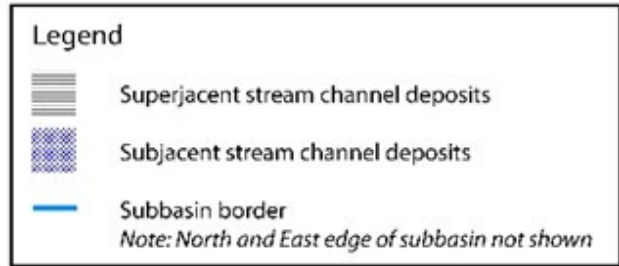 Legend
Superjacent stream channel deposits
Subjacent stream channel deposits
Subbasin border
Note: North and East edge of subbasin not shown